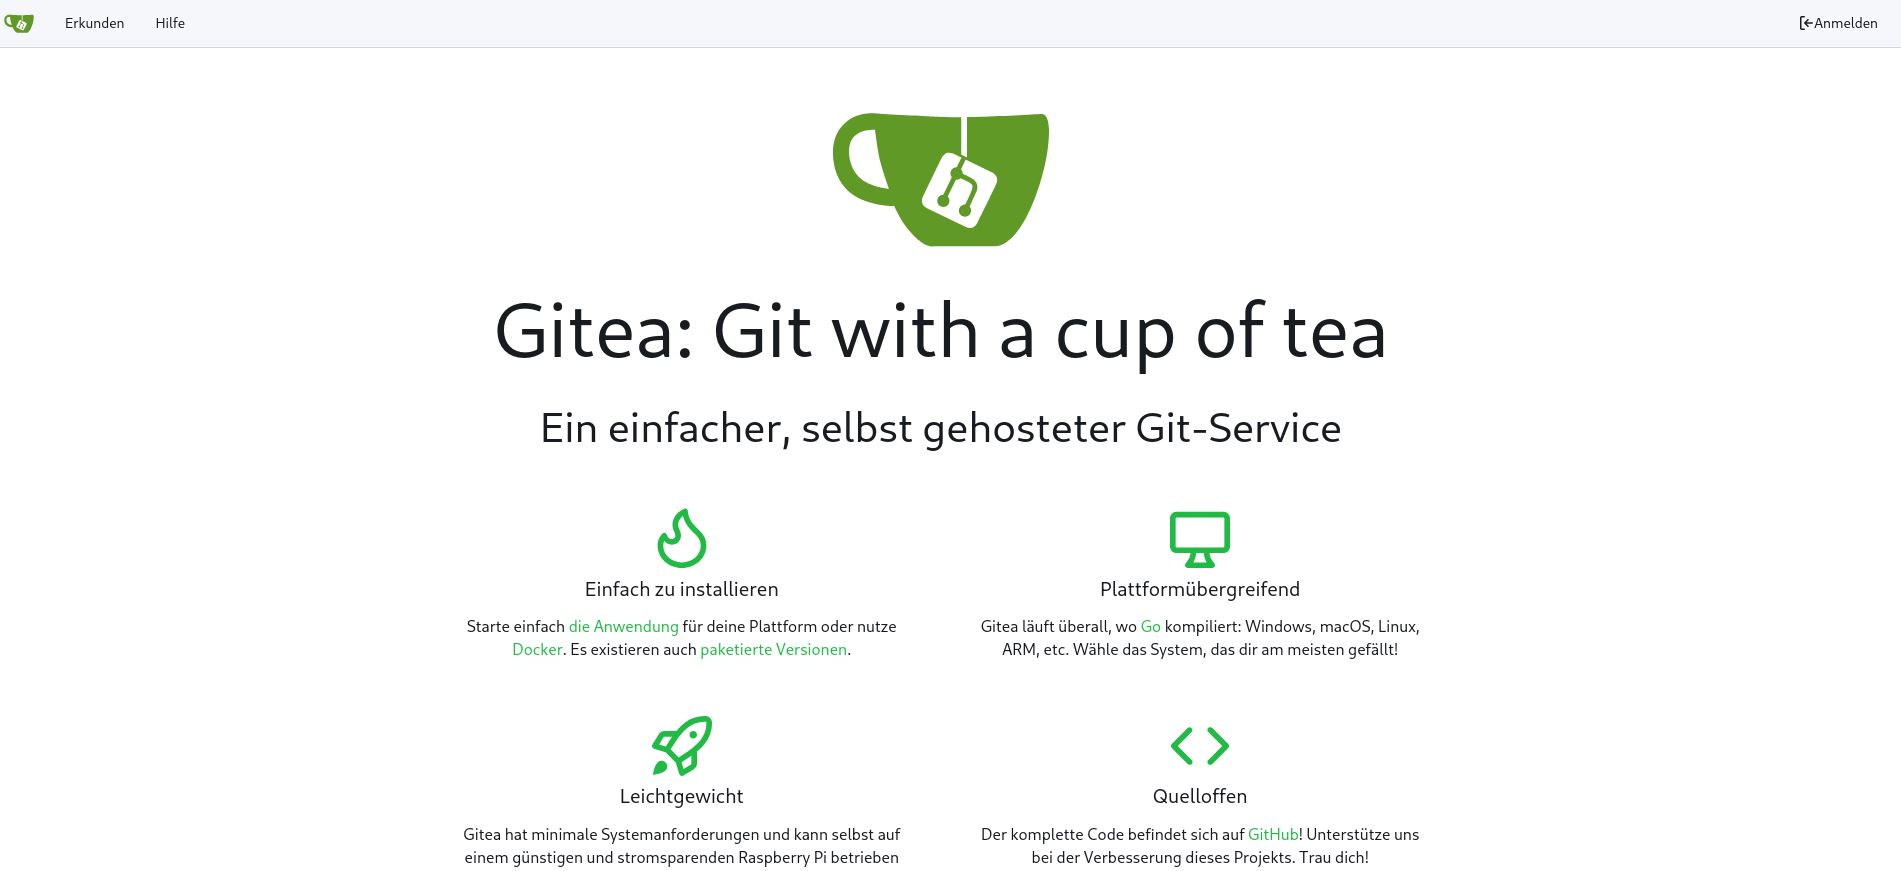 Erkunden
Hilfe
Anmelden
Gitea: Git with a cup of tea
Ein einfacher, selbst gehosteter Git-Service
Einfach zu installieren
Starte einfach die Anwendung für deine Plattform oder nutze
Docker. Es existieren auch paketierte Versionen.
Plattformübergreifend
Gitea läuft überall, wo Go kompiliert: Windows, macOS, Linux,
ARM, etc. Wähle das System, das dir am meisten gefällt!
Leichtgewicht
Gitea hat minimale Systemanforderungen und kann selbst auf
einem günstigen und stromsparenden Raspberry Pi betrieben
Quelloffen
Der komplette Code befindet sich auf GitHub! Unterstütze uns
bei der Verbesserung dieses Projekts. Trau dich!